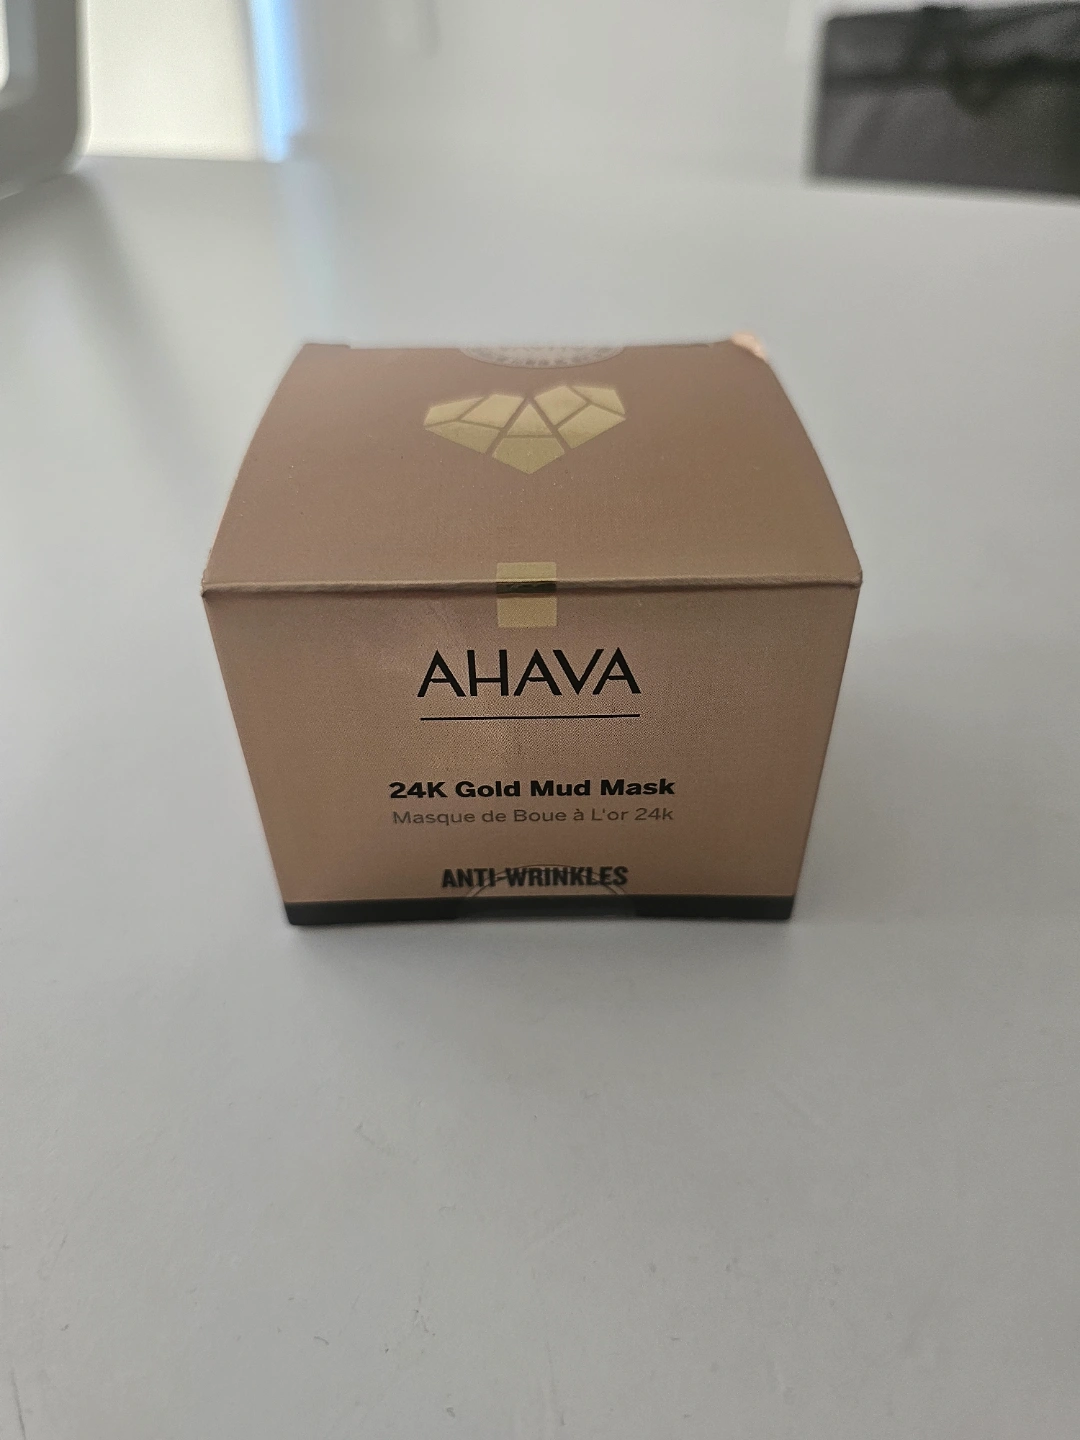 AHAVA
24K Gold Mud Mask
Masque de Boue à L'or 24k
ANTI-WRINKLES